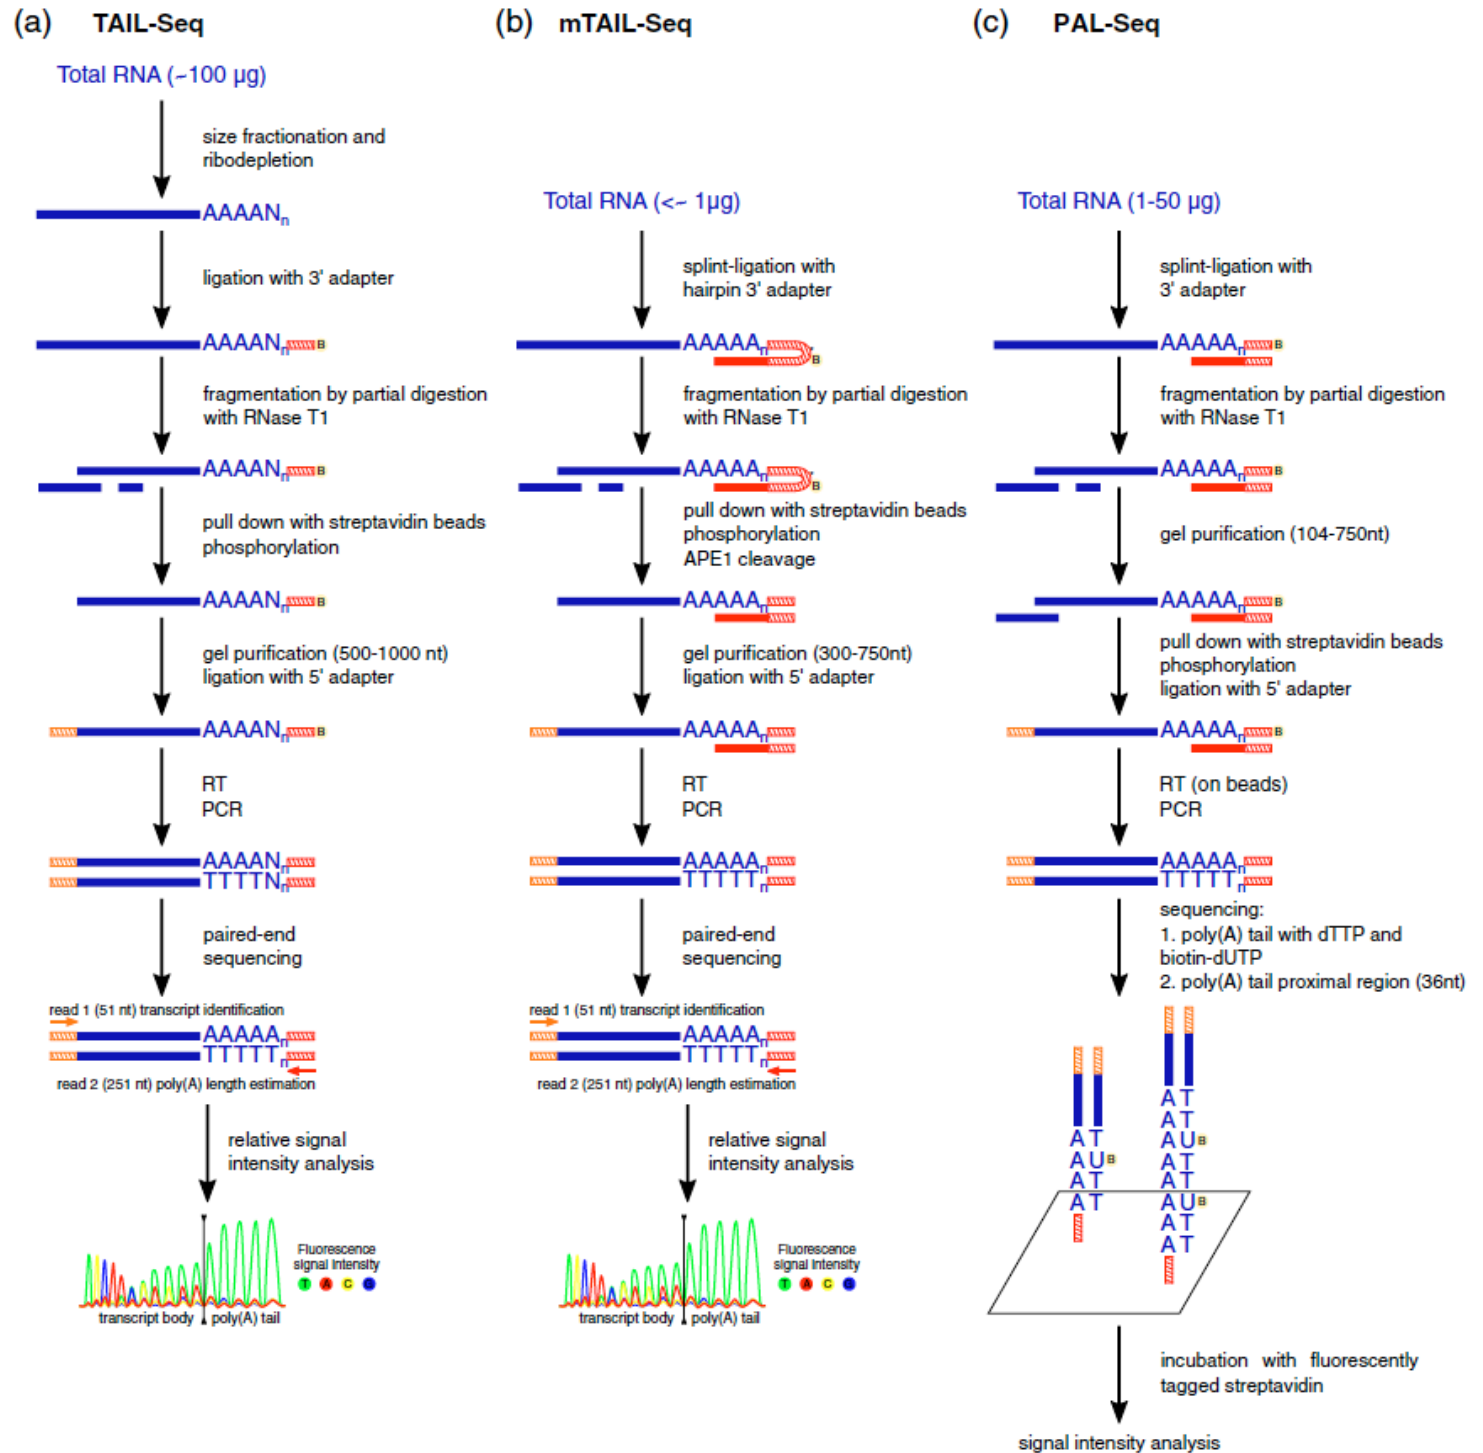 (a) TAIL-Seq
Total RNA (~100 µg)
size fractionation and
ribodepletion
AAAANn
ligation with 3' adapter
AAAANn B
fragmentation by partial digestion
with RNase T1
AAAANn B
pull down with streptavidin beads
phosphorylation
AAAANn B
gel purification (500-1000 nt)
ligation with 5' adapter
AAAANn B
RT
PCR
AAAANn
TTTTNn
paired-end
sequencing
read 1 (51 nt) transcript identification
AAAAAn
TTTTTn
read 2 (251 nt) poly(A) length estimation
relative signal
intensity analysis
Fluorescence
signal intensity
T A C G
transcript body poly(A) tail
(b) mTAIL-Seq
Total RNA (<~ 1µg)
splint-ligation with
hairpin 3' adapter
AAAAAn
B
fragmentation by partial digestion
with RNase T1
AAAAAn
B
pull down with streptavidin beads
phosphorylation
APE1 cleavage
AAAAAn
gel purification (300-750nt)
ligation with 5' adapter
AAAAAn
RT
PCR
AAAAAn
TTTTTn
paired-end
sequencing
read 1 (51 nt) transcript identification
AAAAAn
TTTTTn
read 2 (251 nt) poly(A) length estimation
relative signal
intensity analysis
Fluorescence
signal intensity
T A C G
transcript body poly(A) tail
(c) PAL-Seq
Total RNA (1-50 µg)
splint-ligation with
3' adapter
AAAAAn B
fragmentation by partial digestion
with RNase T1
AAAAAn B
gel purification (104-750nt)
AAAAAn B
pull down with streptavidin beads
phosphorylation
ligation with 5' adapter
AAAAAn B
RT (on beads)
PCR
AAAAAn
TTTTTn
sequencing:
1. poly(A) tail with dTTP and
biotin-dUTP
2. poly(A) tail proximal region (36nt)
A T
A U B
A T
A T
A T
A T
A U B
A T
A T
A U B
A T
A T
incubation with fluorescently
tagged streptavidin
signal intensity analysis